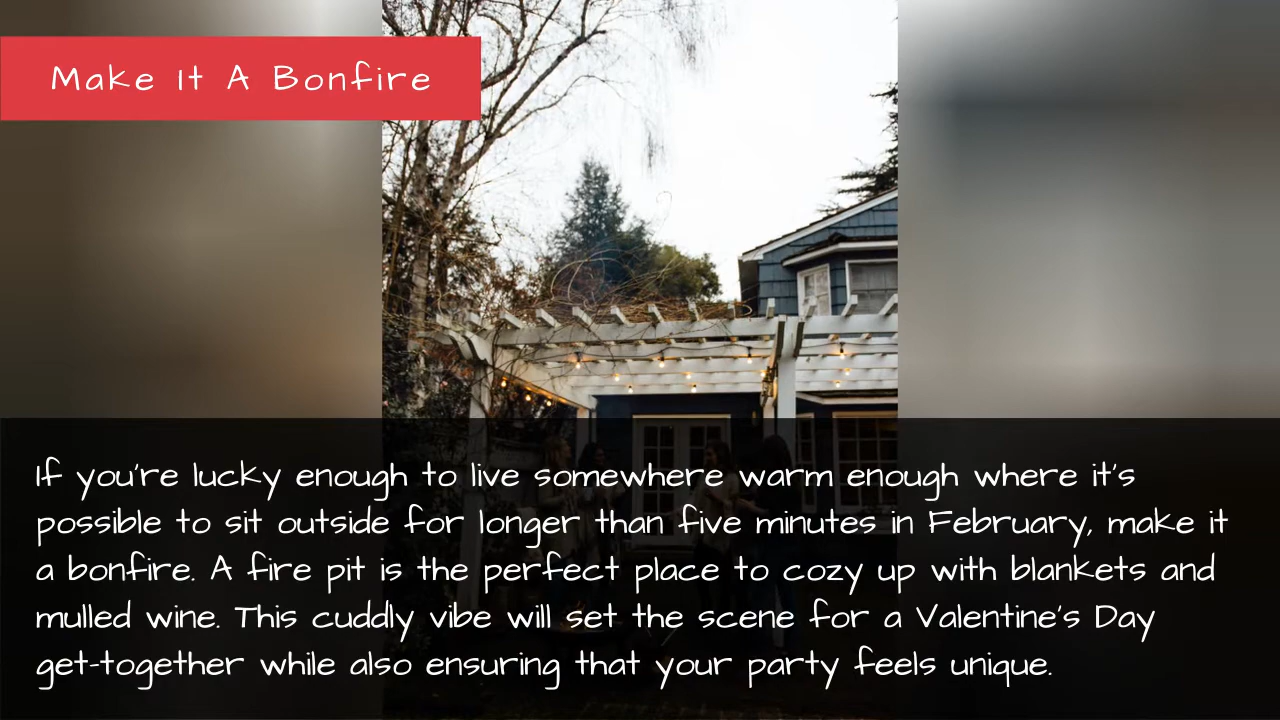 Make It A Bonfire
If you're lucky enough to live somewhere warm enough where it's
possible to sit outside for longer than five minutes in February, make it
a bonfire. A fire pit is the perfect place to cozy up with blankets and
mulled wine. This cuddly vibe will set the scene for a Valentine's Day
get-together while also ensuring that your party feels unique.